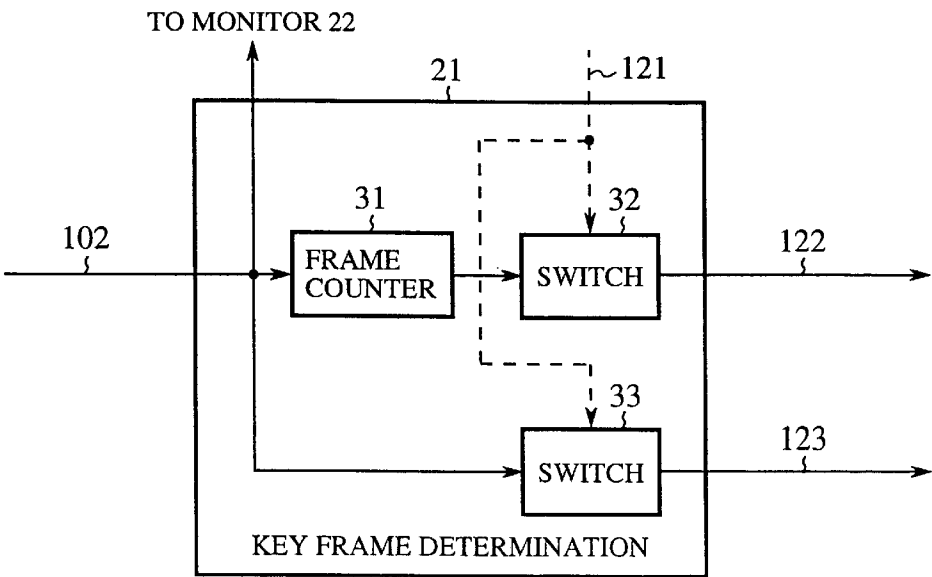 TO MONITOR 22
21
121
31
32
102
FRAME
COUNTER
SWITCH
122
33
SWITCH
123
KEY FRAME DETERMINATION